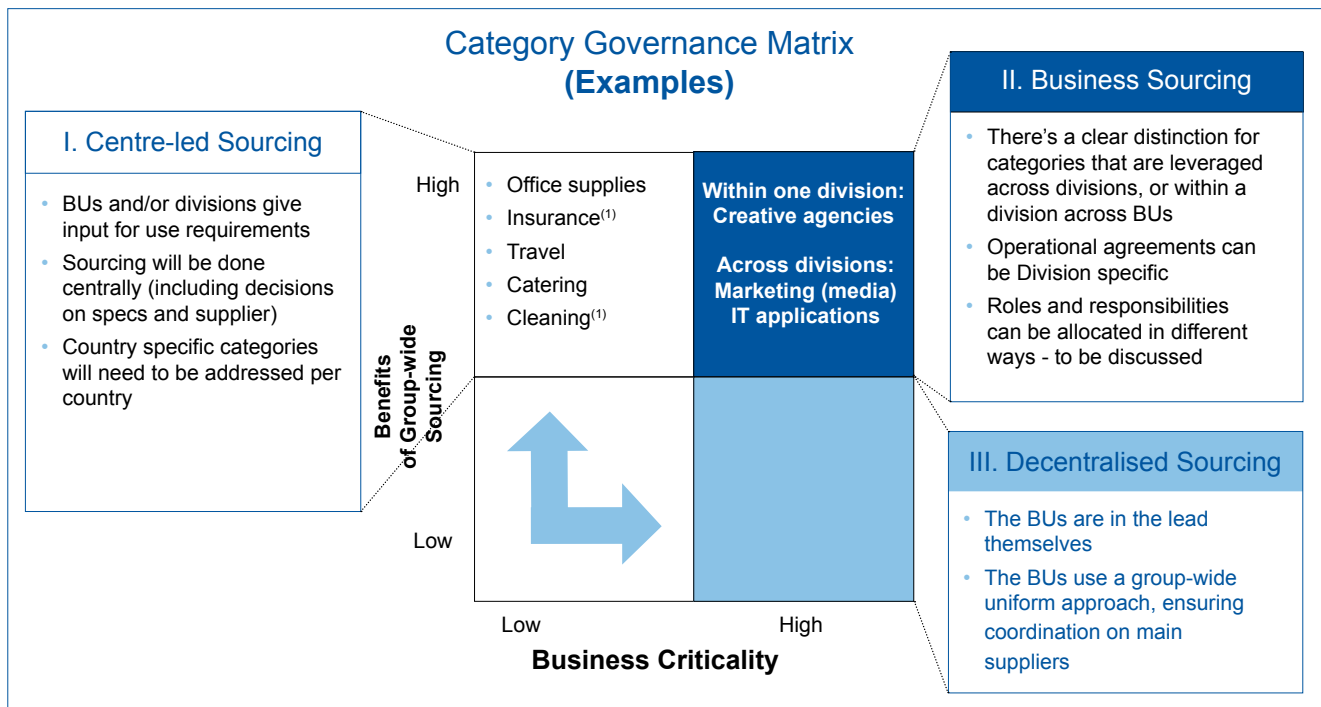 Category Governance Matrix
(Examples)
I. Centre-led Sourcing
• BUs and/or divisions give
input for use requirements
• Sourcing will be done
centrally (including decisions
on specs and supplier)
• Country specific categories
will need to be addressed per
country
Benefits
of Group-wide
Sourcing
High
Low
• Office supplies
• Insurance(1)
• Travel
• Catering
• Cleaning(1)
Within one division:
Creative agencies
Across divisions:
Marketing (media)
IT applications
Low
High
Business Criticality
II. Business Sourcing
• There’s a clear distinction for
categories that are leveraged
across divisions, or within a
division across BUs
• Operational agreements can
be Division specific
• Roles and responsibilities
can be allocated in different
ways - to be discussed
III. Decentralised Sourcing
• The BUs are in the lead
themselves
• The BUs use a group-wide
uniform approach, ensuring
coordination on main
suppliers